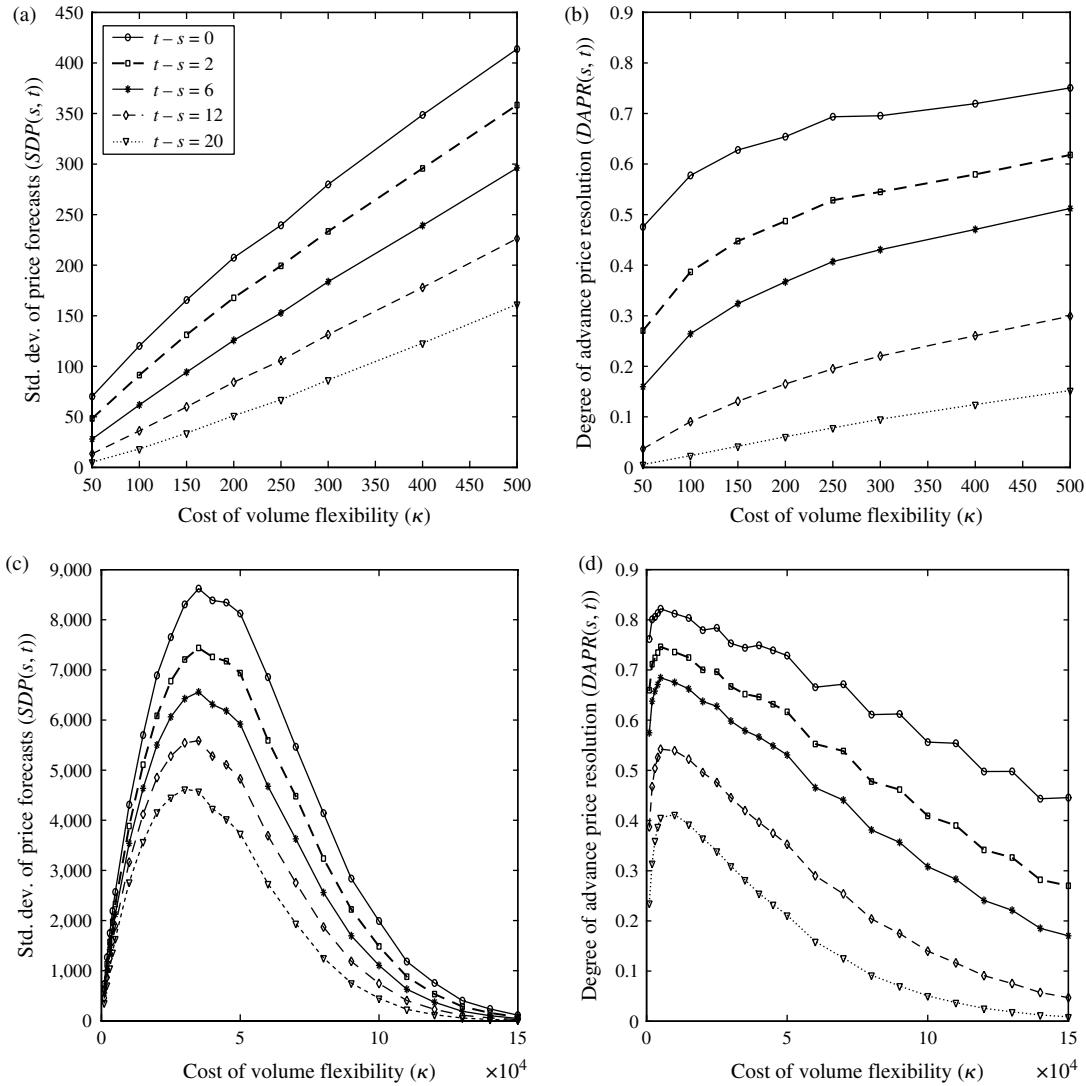 (a)
450
400
350
300
250
200
150
100
50
0
Std. dev. of price forecasts (SDP(s, t))
t – s = 0
t – s = 2
t – s = 6
t – s = 12
t – s = 20
50 100 150 200 250 300 350 400 450 500
Cost of volume flexibility (κ)
(b)
0.9
0.8
0.7
0.6
0.5
0.4
0.3
0.2
0.1
0
Degree of advance price resolution (DAPR(s, t))
50 100 150 200 250 300 350 400 450 500
Cost of volume flexibility (κ)
(c)
9,000
8,000
7,000
6,000
5,000
4,000
3,000
2,000
1,000
0
Std. dev. of price forecasts (SDP(s, t))
0 5 10 15
Cost of volume flexibility (κ)
×10⁴
(d)
0.9
0.8
0.7
0.6
0.5
0.4
0.3
0.2
0.1
0
Degree of advance price resolution (DAPR(s, t))
0 5 10 15
Cost of volume flexibility (κ)
×10⁴